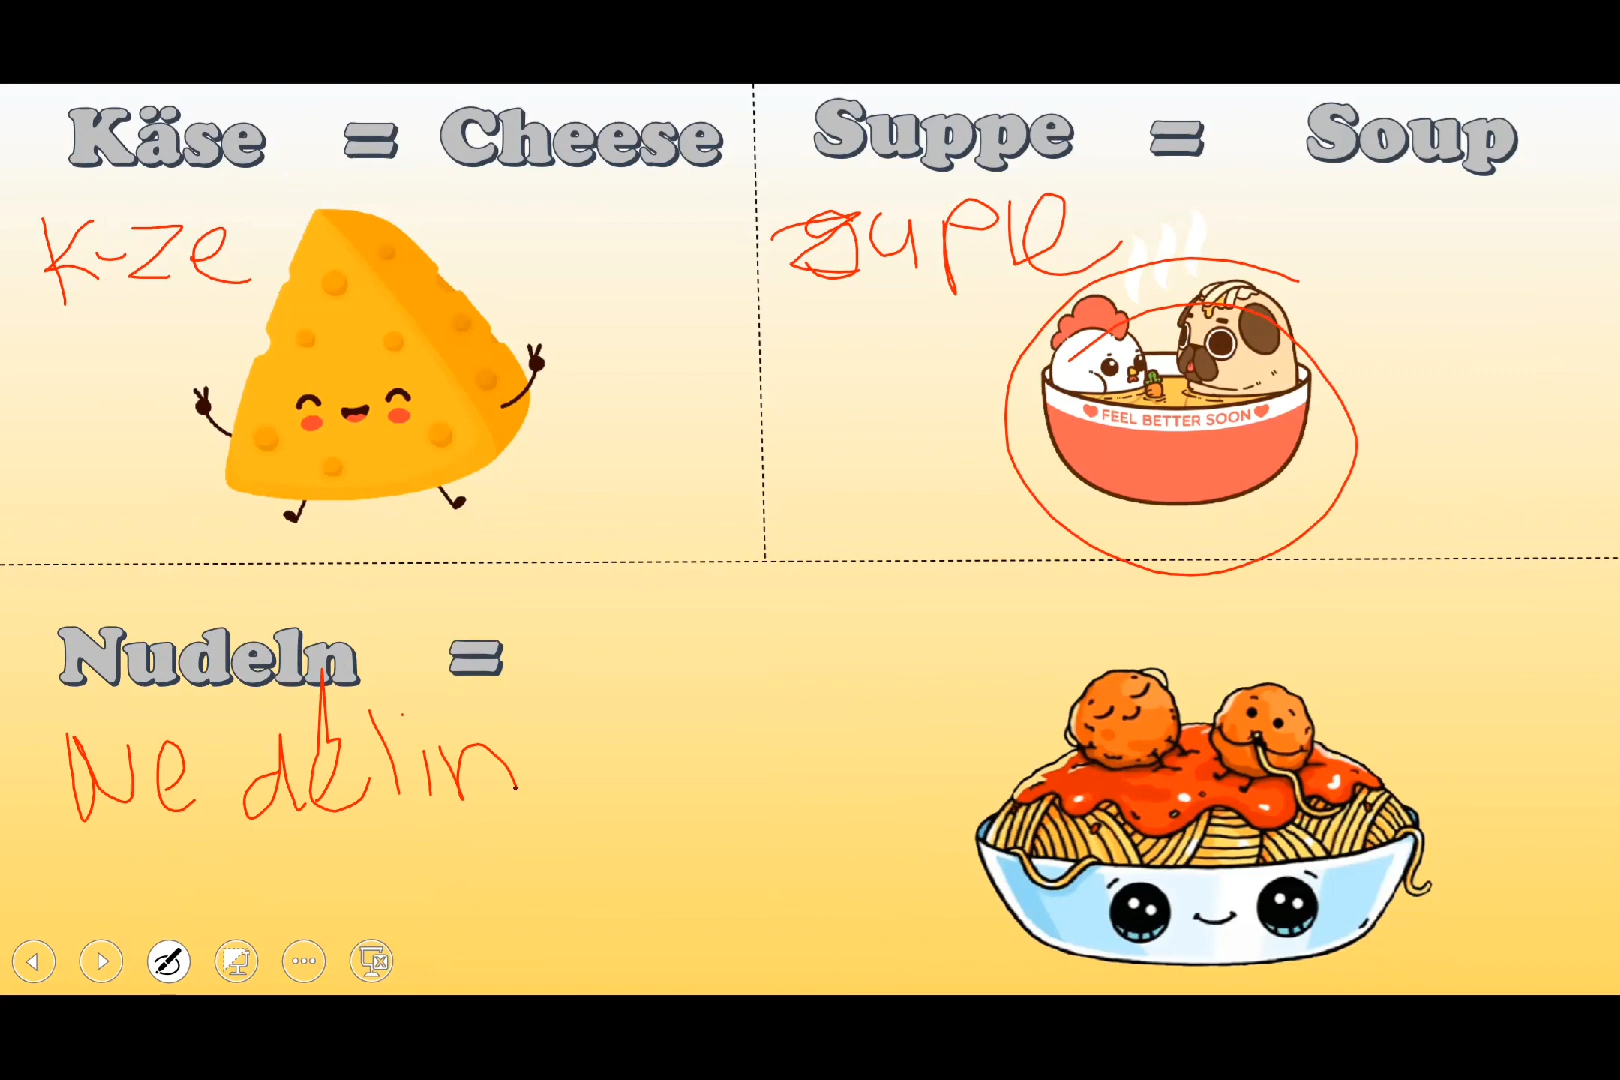 Käse = Cheese
K-ze
Suppe = Soup
zuple
FEEL BETTER SOON
Nudeln =
Ne delin